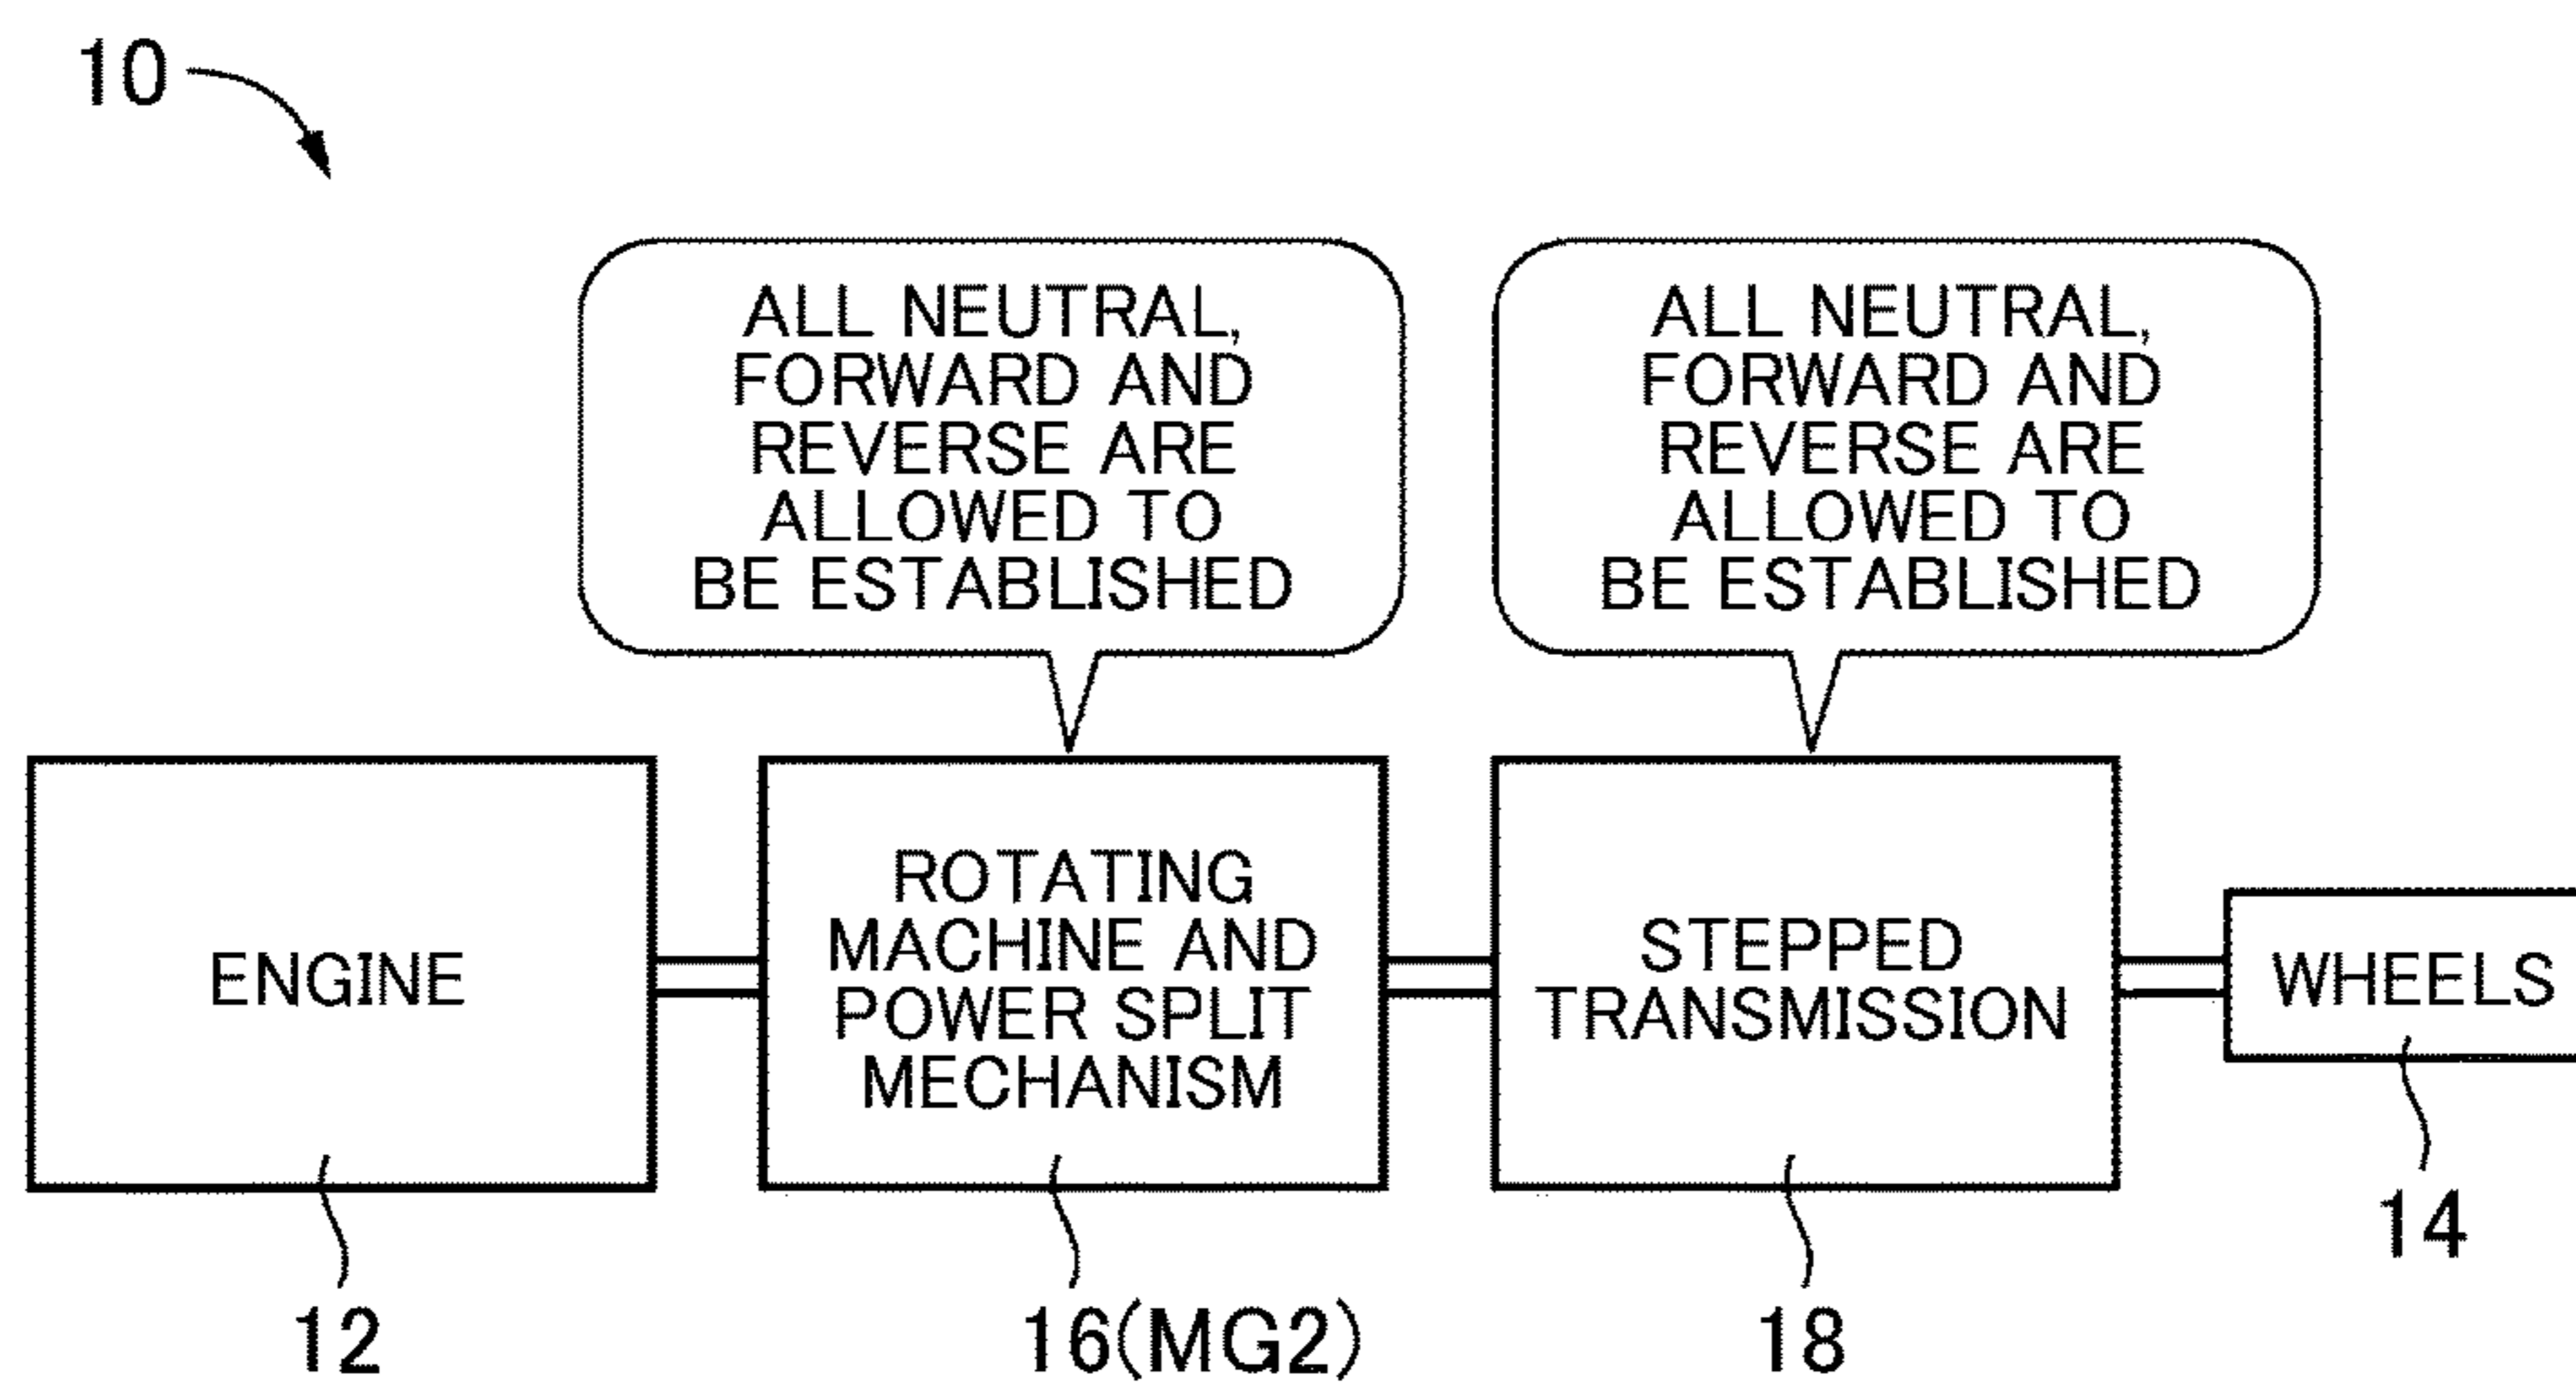 10
ALL NEUTRAL,
FORWARD AND
REVERSE ARE
ALLOWED TO
BE ESTABLISHED
ALL NEUTRAL,
FORWARD AND
REVERSE ARE
ALLOWED TO
BE ESTABLISHED
ENGINE
ROTATING
MACHINE AND
POWER SPLIT
MECHANISM
STEPPED
TRANSMISSION
WHEELS
12
16(MG2)
18
14